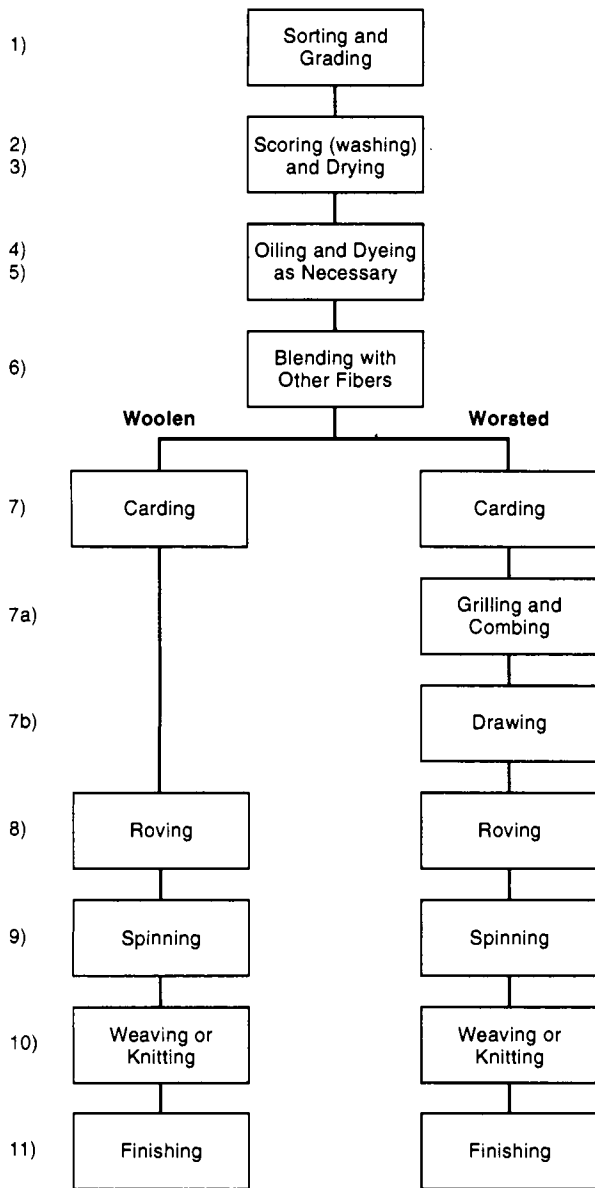 1)
Sorting and
Grading
2)
3)
Scoring (washing)
and Drying
4)
5)
Oiling and Dyeing
as Necessary
6)
Blending with
Other Fibers
Woolen
Worsted
7)
Carding
Carding
7a)
Grilling and
Combing
7b)
Drawing
8)
Roving
Roving
9)
Spinning
Spinning
10)
Weaving or
Knitting
Weaving or
Knitting
11)
Finishing
Finishing